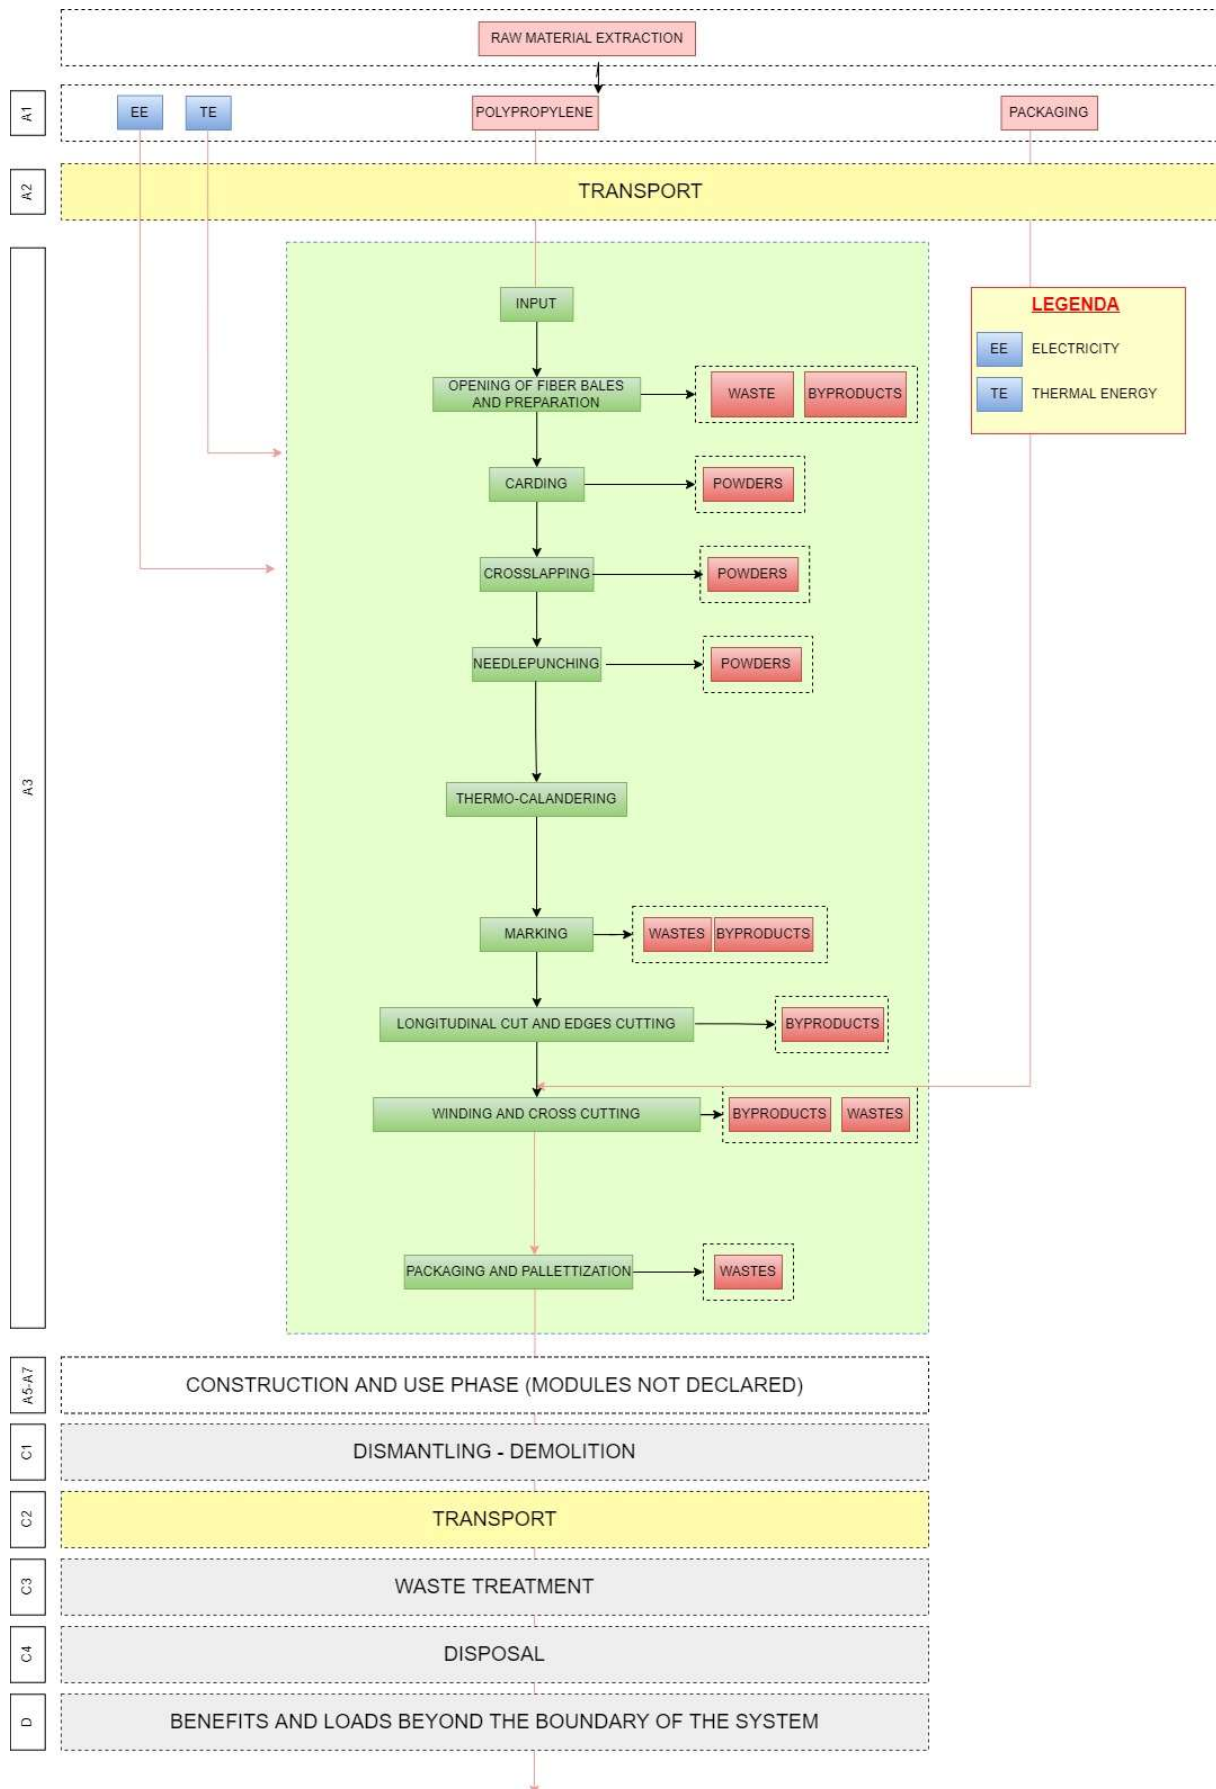 RAW MATERIAL EXTRACTION
A1
EE
TE
POLYPROPYLENE
PACKAGING
A2
TRANSPORT
A3
INPUT
LEGENDA
EE
ELECTRICITY
TE
THERMAL ENERGY
OPENING OF FIBER BALES
AND PREPARATION
WASTE
BYPRODUCTS
CARDING
POWDERS
CROSSLAPPING
POWDERS
NEEDLEPUNCHING
POWDERS
THERMO-CALANDERING
MARKING
WASTES
BYPRODUCTS
LONGITUDINAL CUT AND EDGES CUTTING
BYPRODUCTS
WINDING AND CROSS CUTTING
BYPRODUCTS
WASTES
PACKAGING AND PALLETTIZATION
WASTES
A5-A7
CONSTRUCTION AND USE PHASE (MODULES NOT DECLARED)
C1
DISMANTLING - DEMOLITION
C2
TRANSPORT
C3
WASTE TREATMENT
C4
DISPOSAL
D
BENEFITS AND LOADS BEYOND THE BOUNDARY OF THE SYSTEM